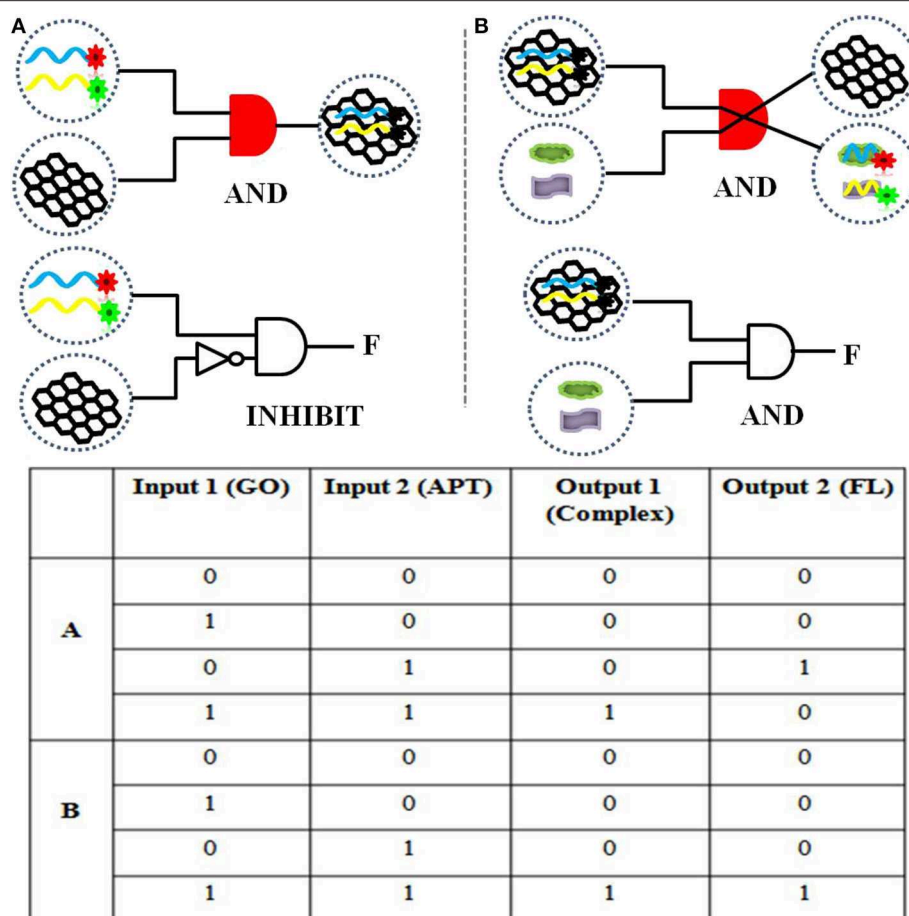 A
B
AND
AND
F
INHIBIT
F
AND
Input 1 (GO) Input 2 (APT) Output 1 (Complex) Output 2 (FL)
A
0 0 0 0
1 0 0 0
0 1 0 1
1 1 1 0
B
0 0 0 0
1 0 0 0
0 1 0 0
1 1 1 1